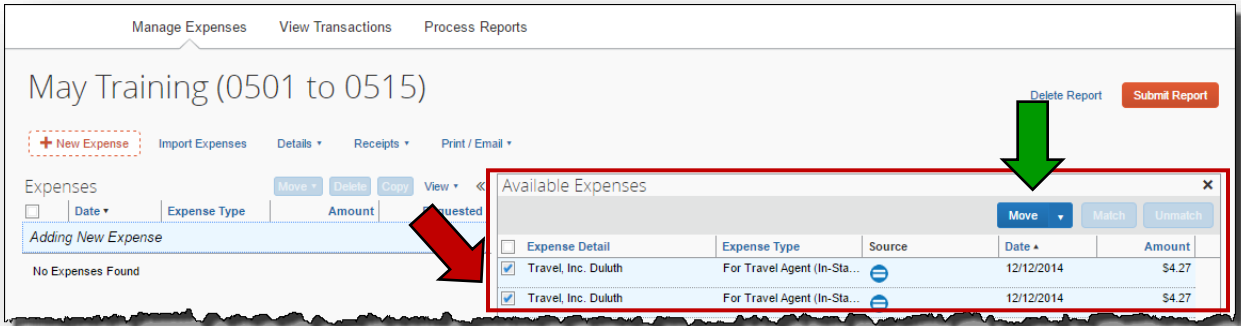 Manage Expenses View Transactions Process Reports
May Training (0501 to 0515)
Delete Report Submit Report
+ New Expense Import Expenses Details ▾ Receipts ▾ Print / Email ▾
Expenses Move ▾ Delete Copy View ▾ «
Date ▾ Expense Type Amount Requested
Adding New Expense
No Expenses Found
Available Expenses ×
Move ▾ Match Unmatch
Expense Detail Expense Type Source Date ▴ Amount
Travel, Inc. Duluth For Travel Agent (In-Sta... 12/12/2014 $4.27
Travel, Inc. Duluth For Travel Agent (In-Sta... 12/12/2014 $4.27